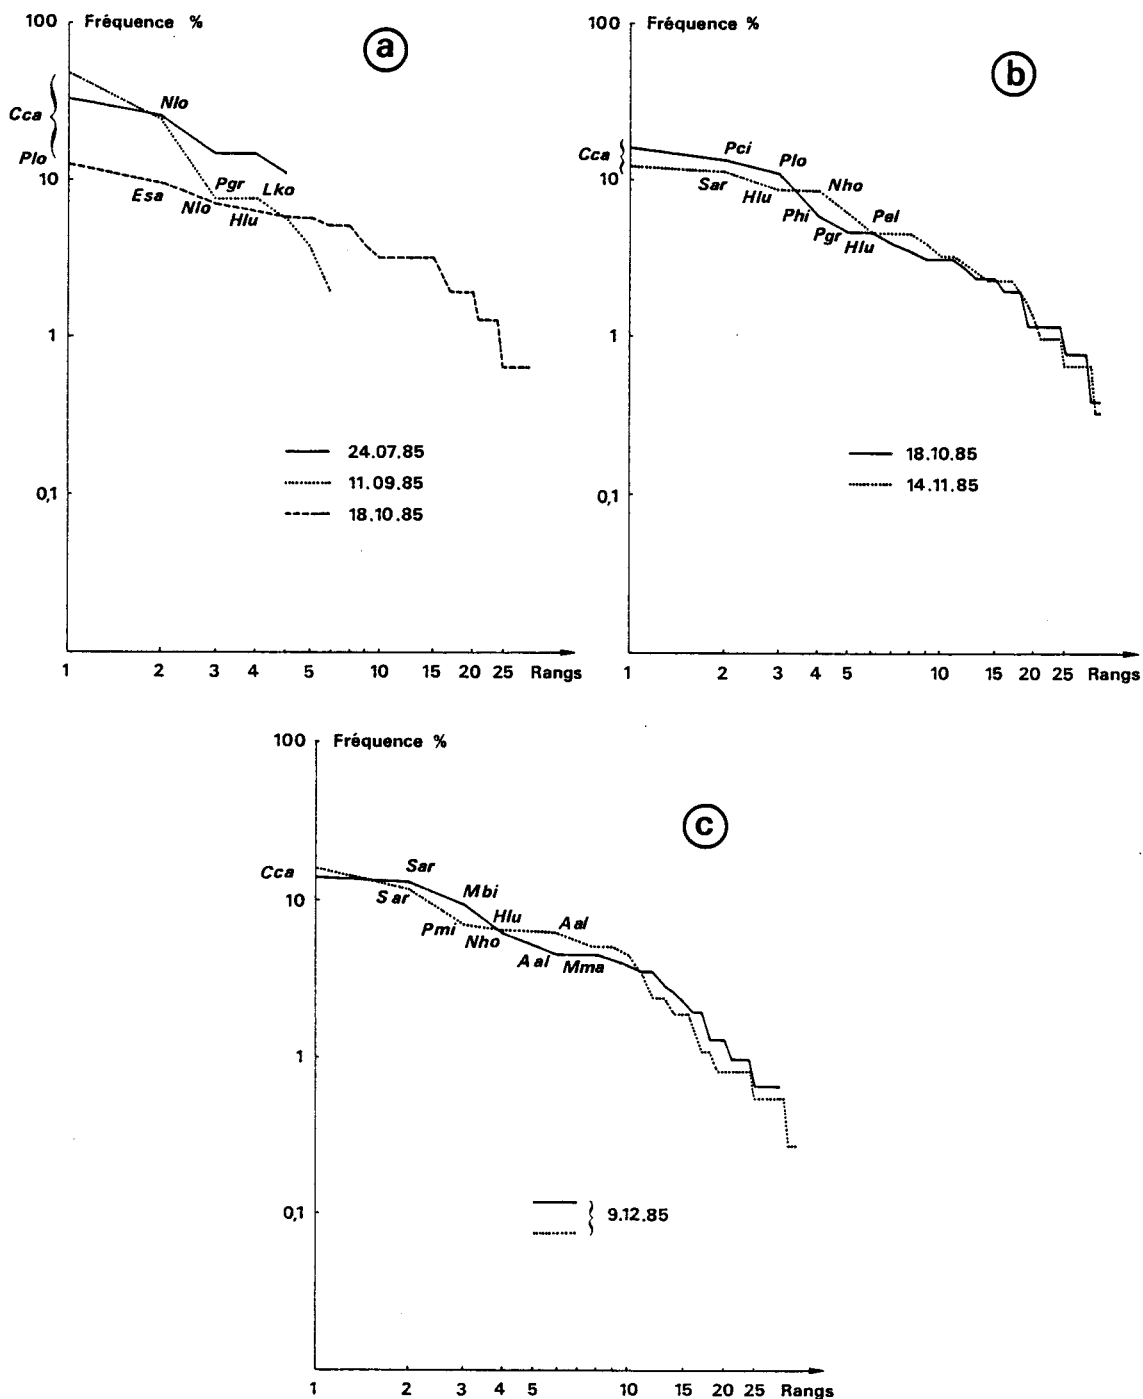 100 Fréquence %
a
Cca
Nlo
10
Plo
Esa
Pgr
Nlo
Lko
Hlu
1
0,1
24.07.85
11.09.85
18.10.85
1 2 3 4 5 10 15 20 25 Rangs
100 Fréquence %
b
Cca
Pci
Plo
10
Sar
Hlu
Nho
Phi
Pgr
Hlu
Pel
1
0,1
18.10.85
14.11.85
1 2 3 4 5 10 15 20 25 Rangs
100 Fréquence %
c
Cca
Sar
10
Sar
Mbi
Pmi
Nho
Hlu
Aal
Aal
Mma
1
0,1
9.12.85
1 2 3 4 5 10 15 20 25 Rangs